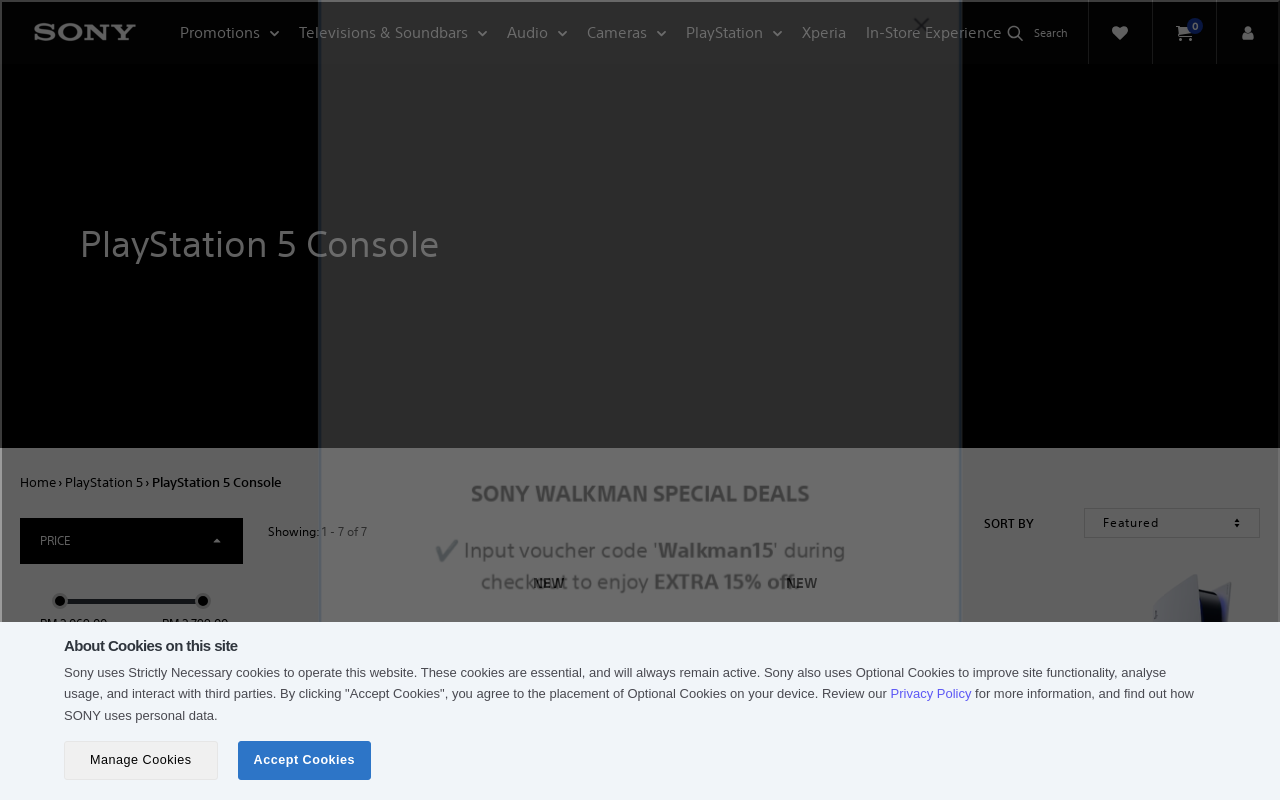 SONY
Promotions
Televisions & Soundbars
Audio
Cameras
PlayStation
Xperia
In-Store Experience
Search
0
PlayStation 5 Console
Home › PlayStation 5 › PlayStation 5 Console
PRICE
Showing: 1 - 7 of 7
SORT BY
Featured
SONY WALKMAN SPECIAL DEALS
✔ Input voucher code 'Walkman15' during
checkout to enjoy EXTRA 15% off.
NEW
NEW
About Cookies on this site
Sony uses Strictly Necessary cookies to operate this website. These cookies are essential, and will always remain active. Sony also uses Optional Cookies to improve site functionality, analyse
usage, and interact with third parties. By clicking "Accept Cookies", you agree to the placement of Optional Cookies on your device. Review our Privacy Policy for more information, and find out how
SONY uses personal data.
Manage Cookies
Accept Cookies